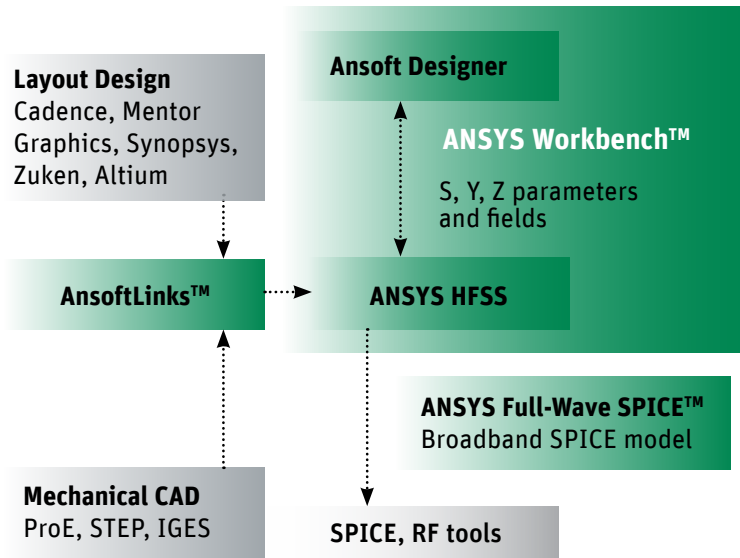 Layout Design
Cadence, Mentor
Graphics, Synopsys,
Zuken, Altium
Ansoft Designer
ANSYS Workbench™
S, Y, Z parameters
and fields
AnsoftLinks™
ANSYS HFSS
ANSYS Full-Wave SPICE™
Broadband SPICE model
Mechanical CAD
ProE, STEP, IGES
SPICE, RF tools